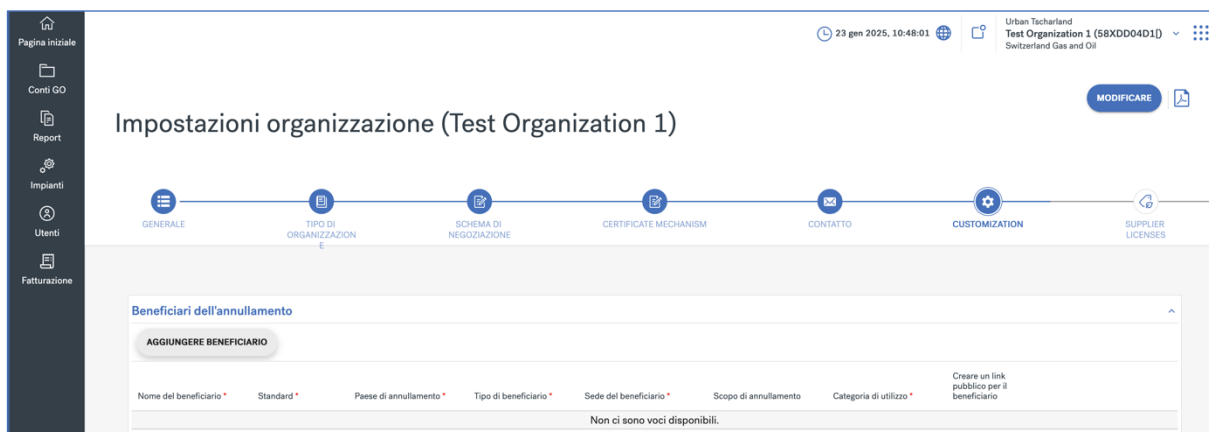 Pagina iniziale
Conti GO
Report
Impianti
Utenti
Fatturazione
23 gen 2025, 10:48:01
Urban Tscharland
Test Organization 1 (58XDD04D1[)
Switzerland Gas and Oil
MODIFICARE
Impostazioni organizzazione (Test Organization 1)
GENERALE
TIPO DI
ORGANIZZAZION
E
SCHEMA DI
NEGOZIAZIONE
CERTIFICATE MECHANISM
CONTATTO
CUSTOMIZATION
SUPPLIER
LICENSES
Beneficiari dell'annullamento
AGGIUNGERE BENEFICIARIO
Nome del beneficiario *
Standard *
Paese di annullamento *
Tipo di beneficiario *
Sede del beneficiario *
Scopo di annullamento
Categoria di utilizzo *
Creare un link
pubblico per il
beneficiario
Non ci sono voci disponibili.